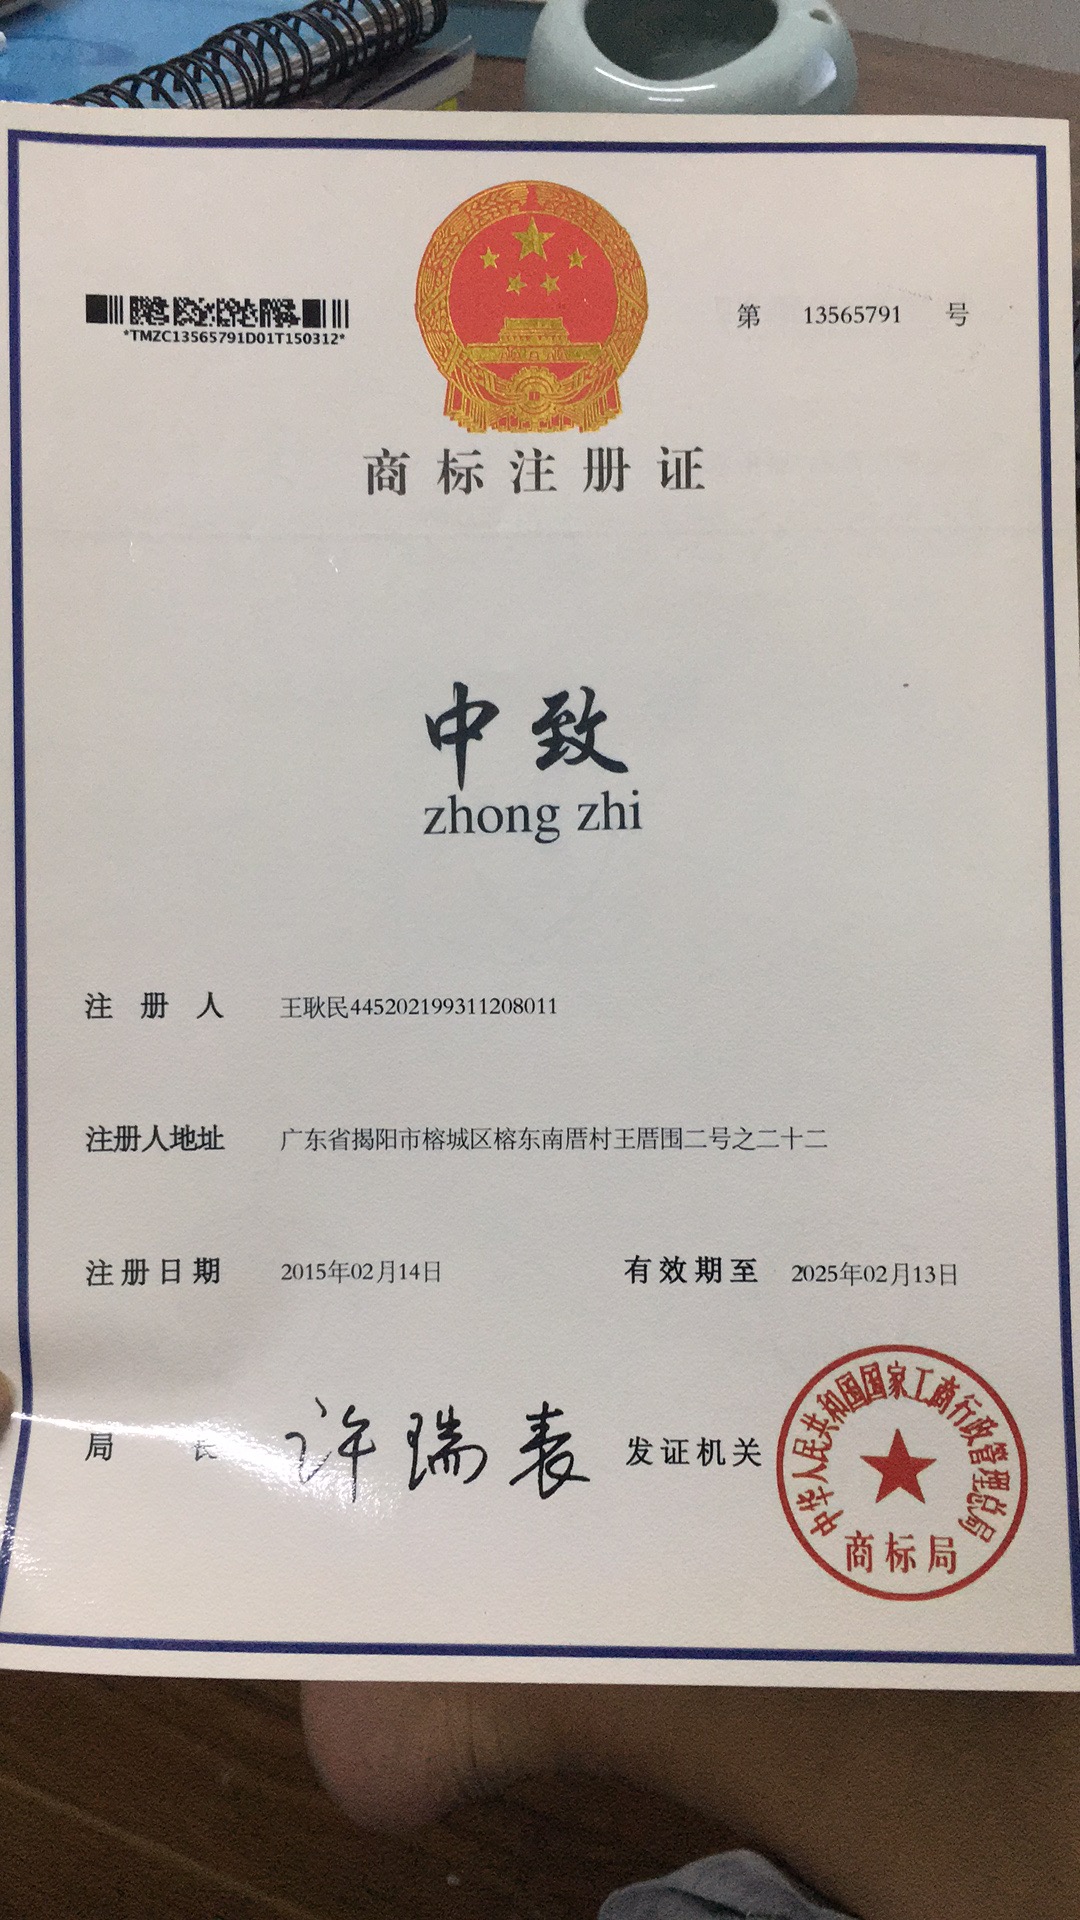 *TMZC13565791D01T150312*
第 13565791 号
商标注册证
中致
zhong zhi
注册人 王耿民445202199311208011
注册人地址 广东省揭阳市榕城区榕东南厝村王厝围二号之二十二
注册日期 2015年02月14日 有效期至 2025年02月13日
局长 许瑞表 发证机关
中华人民共和国国家工商行政管理总局
商标局